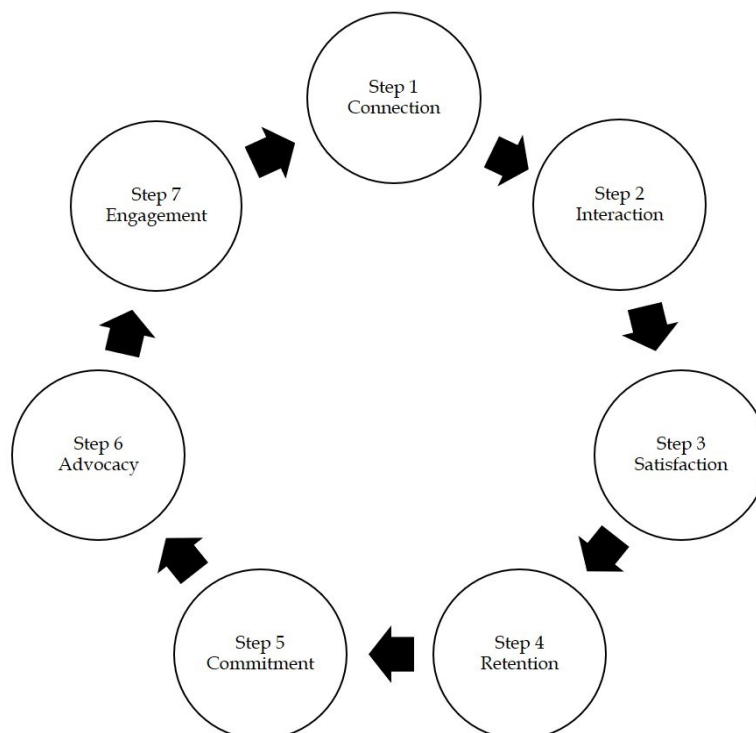 Step 1
Connection
Step 2
Interaction
Step 3
Satisfaction
Step 4
Retention
Step 5
Commitment
Step 6
Advocacy
Step 7
Engagement